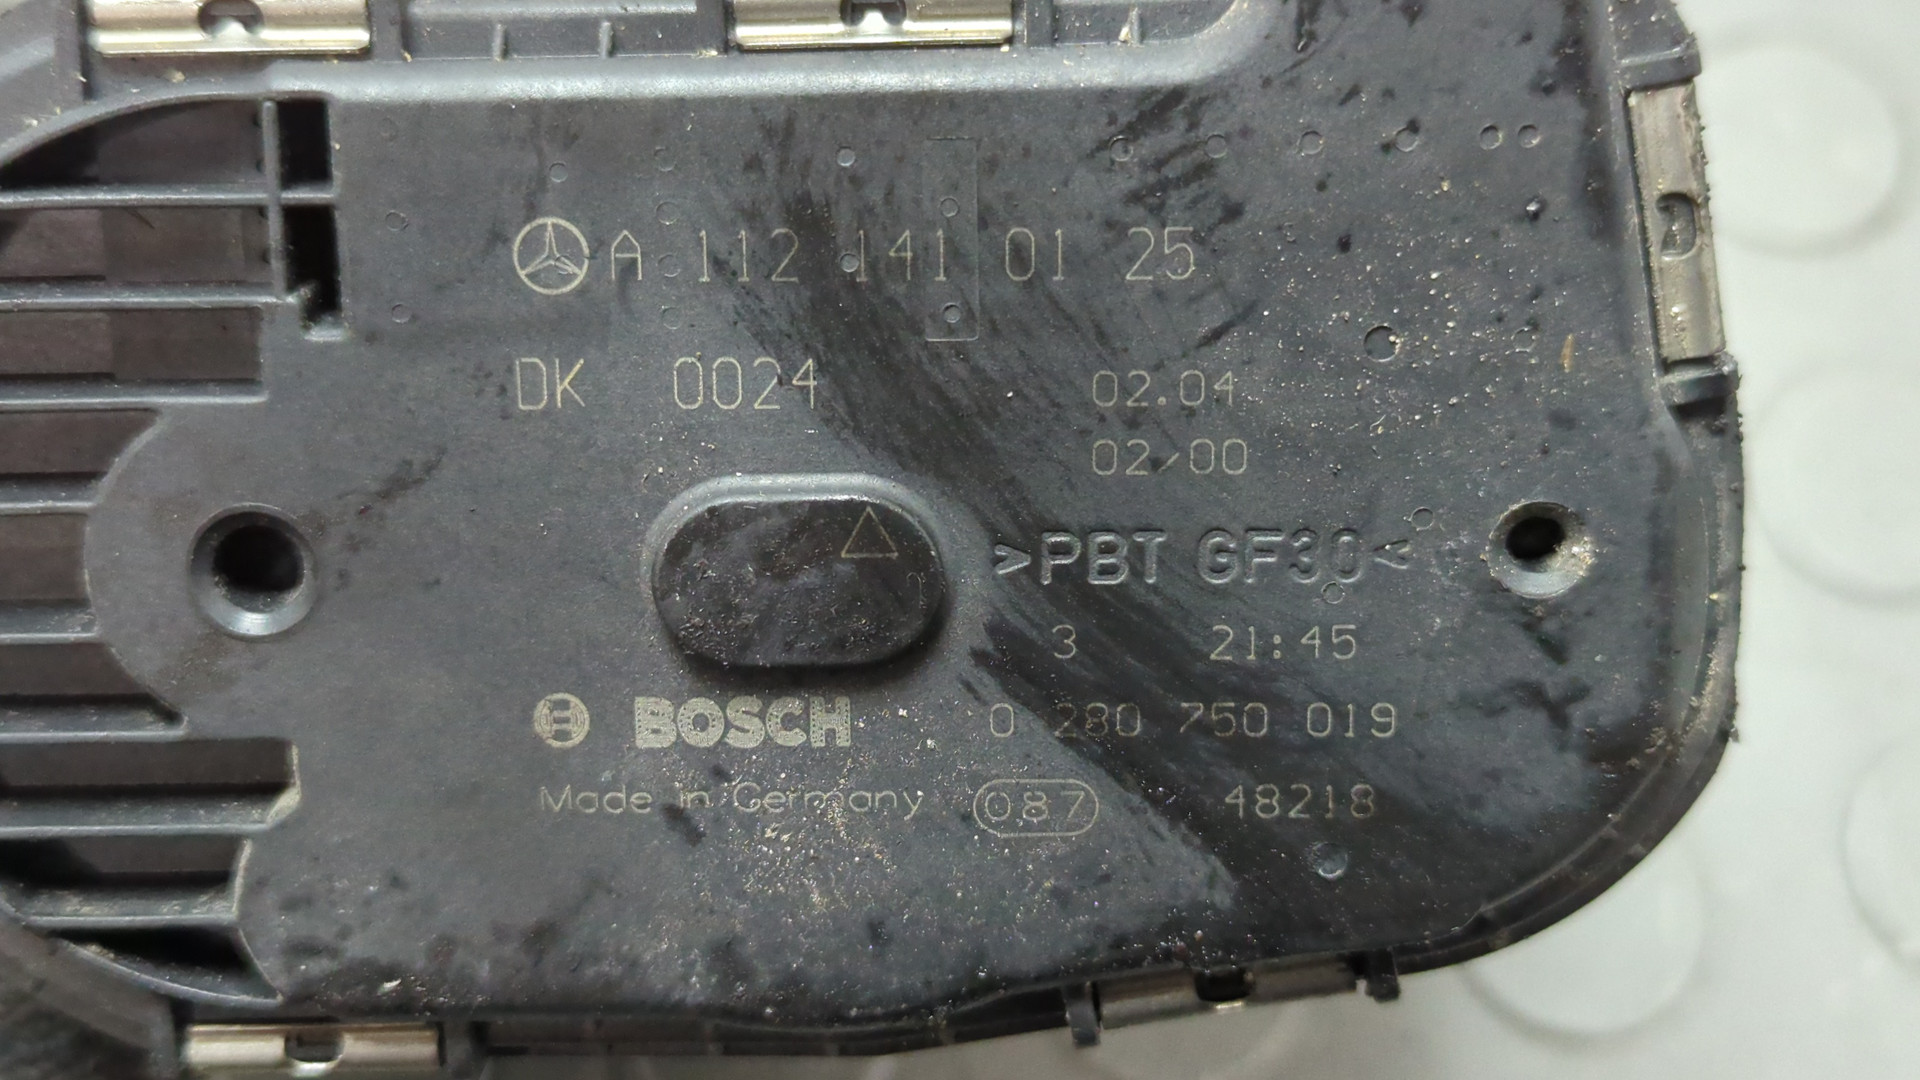 A 112 141 01 25
DK 0024 02.04
02/00
>PBT GF30<
3 21:45
BOSCH 0 280 750 019
Made in Germany 087 48218